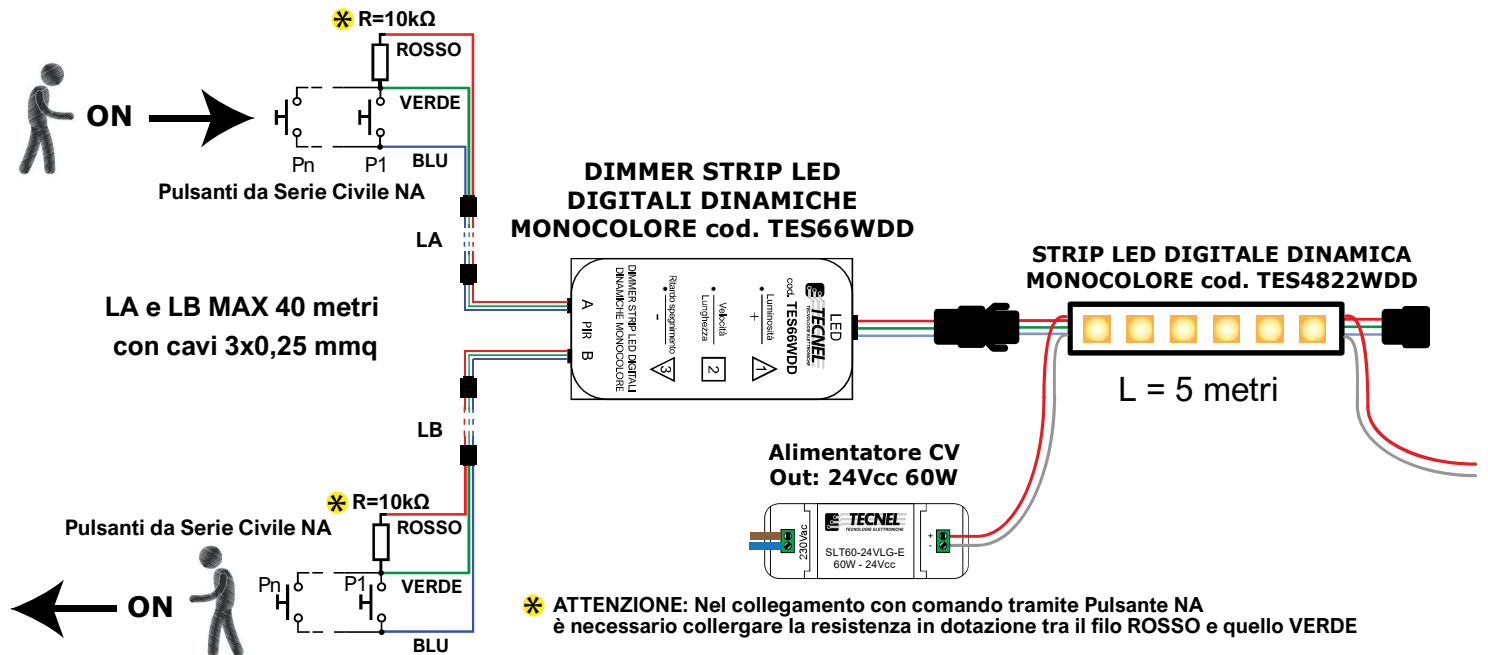 R=10kΩ
ROSSO
ON
VERDE
Pn
P1
BLU
Pulsanti da Serie Civile NA
LA
LA e LB MAX 40 metri
con cavi 3x0,25 mmq
LB
R=10kΩ
Pulsanti da Serie Civile NA
ROSSO
Pn
P1
VERDE
ON
BLU
DIMMER STRIP LED
DIGITALI DINAMICHE
MONOCOLORE cod. TES66WDD
A PIR B
DIMMER STRIP LED DIGITALI
DINAMICHE MONOCOLORE
Ritardo spegnimento
-
3
Velocità
Lunghezza
2
Luminosità
+
1
cod. TES66WDD
TECNEL
TECNOLOGIE ELETTRONICHE
LED
STRIP LED DIGITALE DINAMICA
MONOCOLORE cod. TES4822WDD
L = 5 metri
Alimentatore CV
Out: 24Vcc 60W
230Vac
TECNEL
TECNOLOGIE ELETTRONICHE
SLT60-24VLG-E
60W - 24Vcc
+
-
ATTENZIONE: Nel collegamento con comando tramite Pulsante NA
è necessario collergare la resistenza in dotazione tra il filo ROSSO e quello VERDE